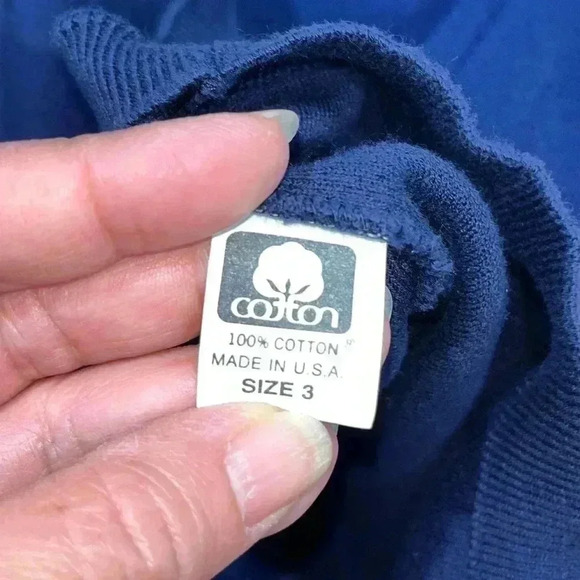 cotton
100% COTTON ®
MADE IN U.S.A.
SIZE 3